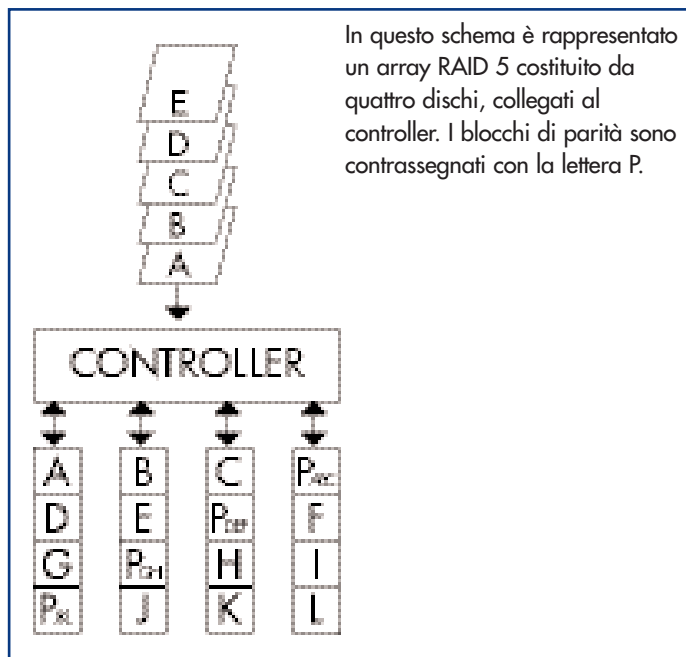 In questo schema è rappresentato
un array RAID 5 costituito da
quattro dischi, collegati al
controller. I blocchi di parità sono
contrassegnati con la lettera P.
E
D
C
B
A
CONTROLLER
A B C P
D E P F
G P H I
P J K L